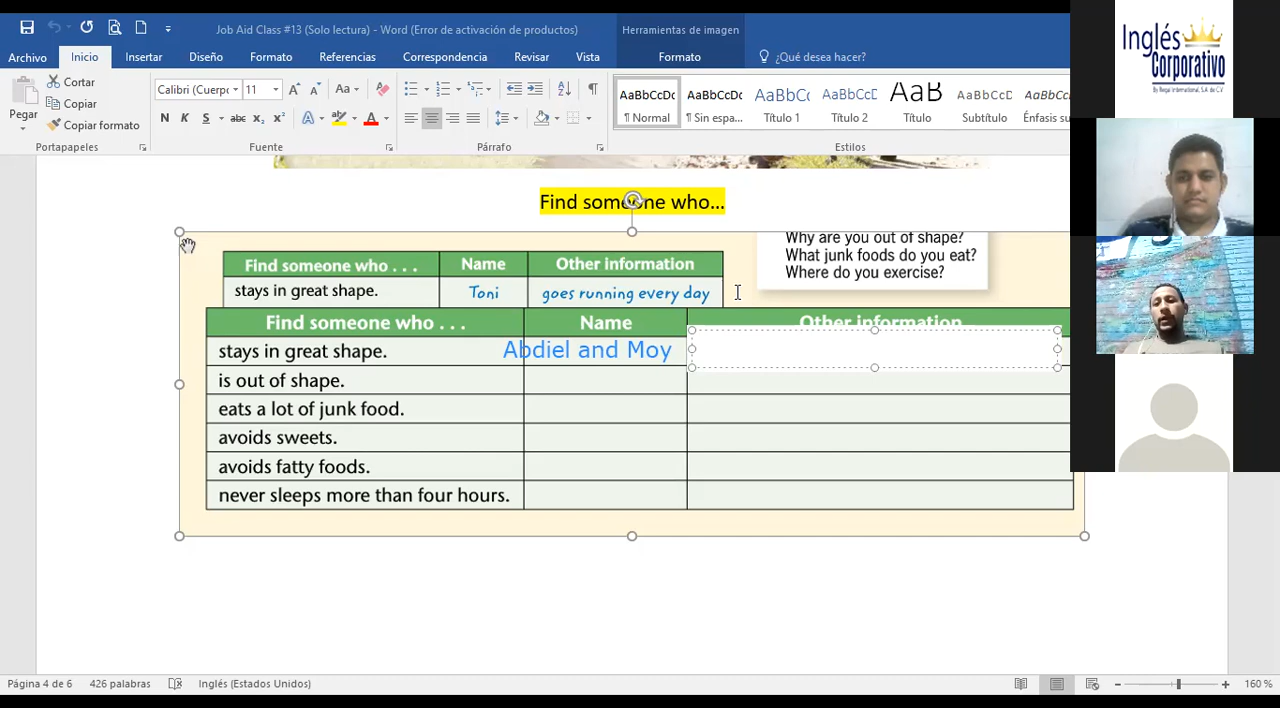 Job Aid Class #13 (Solo lectura) - Word (Error de activación de productos)
Herramientas de imagen
Archivo Inicio Insertar Diseño Formato Referencias Correspondencia Revisar Vista Formato ¿Qué desea hacer?
Pegar
Cortar
Copiar
Copiar formato
Portapapeles
Calibri (Cuerpo 11
Fuente
Párrafo
AaBbCcDc AaBbCcDc AaBbCc AaBbCcC AaB AaBbCcD AaBbCcDc
¶ Normal ¶ Sin espa... Título 1 Título 2 Título Subtítulo Énfasis su
Estilos
Find someone who...
Why are you out of shape?
What junk foods do you eat?
Where do you exercise?
Find someone who . . . Name Other information
stays in great shape. Toni goes running every day
Find someone who . . . Name Other information
stays in great shape. Abdiel and Moy
is out of shape.
eats a lot of junk food.
avoids sweets.
avoids fatty foods.
never sleeps more than four hours.
Página 4 de 6 426 palabras Inglés (Estados Unidos) 160 %
Inglés
Corporativo
By Regal International, S.A. de C.V